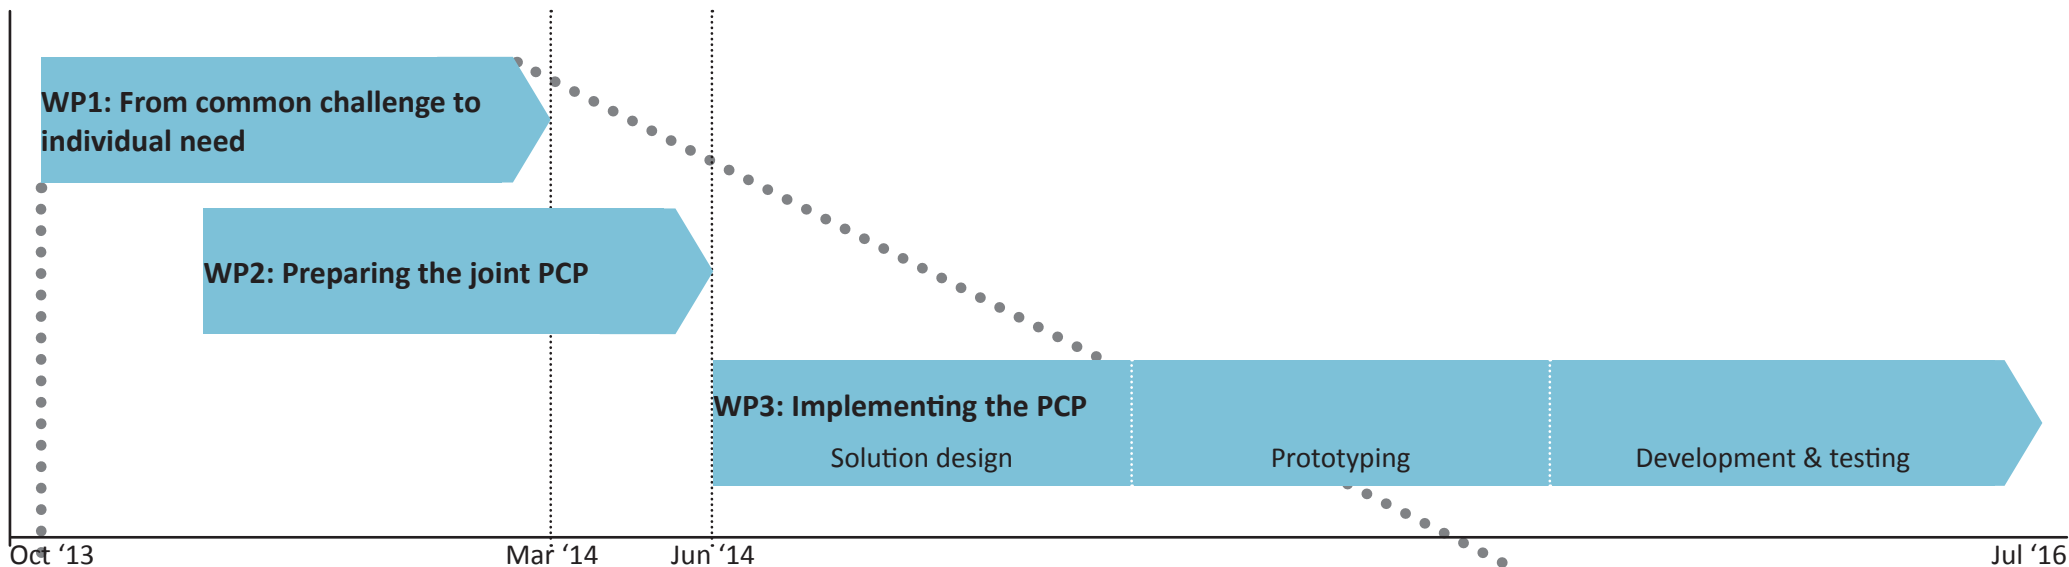 WP1: From common challenge to
individual need
WP2: Preparing the joint PCP
WP3: Implementing the PCP
Solution design
Prototyping
Development & testing
Oct ‘13
Mar ‘14
Jun ‘14
Jul ‘16